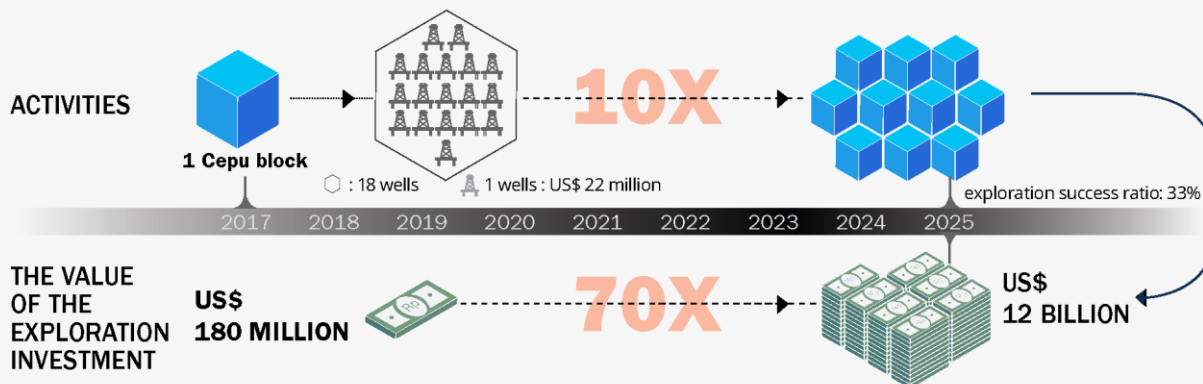 ACTIVITIES
1 Cepu block
10X
: 18 wells
1 wells : US$ 22 million
exploration success ratio: 33%
2017 2018 2019 2020 2021 2022 2023 2024 2025
THE VALUE
OF THE
EXPLORATION
INVESTMENT
US$
180 MILLION
Rp
70X
US$
12 BILLION